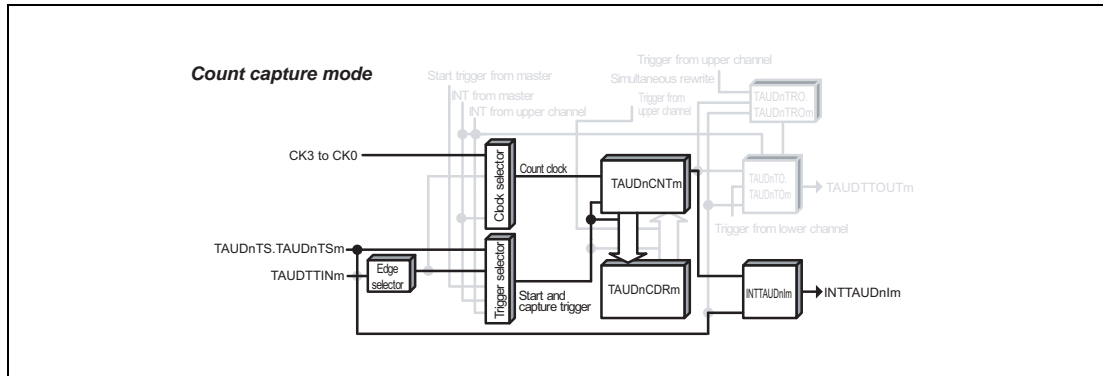 Count capture mode
Trigger from upper channel
Simultaneous rewrite
Start trigger from master
INT from master
INT from upper channel
Trigger from
upper channel
TAUDnTRO.
TAUDnTROm
CK3 to CK0
Clock selector
Count clock
TAUDnCNTm
TAUDnTO.
TAUDnTOm
TAUDTTOUTm
Trigger from lower channel
TAUDnTS.TAUDnTSm
TAUDTTINm
Edge
selector
Trigger selector
Start and
capture trigger
TAUDnCDRm
INTTAUDnIm
INTTAUDnIm